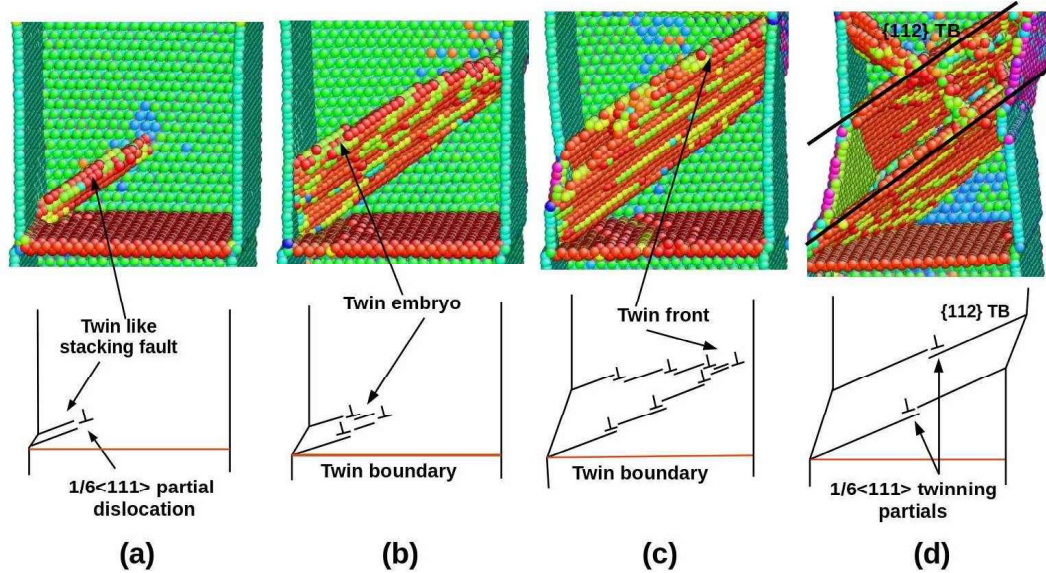 {112} TB
Twin like
stacking fault
1/6<111> partial
dislocation
(a)
Twin embryo
Twin boundary
(b)
Twin front
Twin boundary
(c)
{112} TB
1/6<111> twinning
partials
(d)